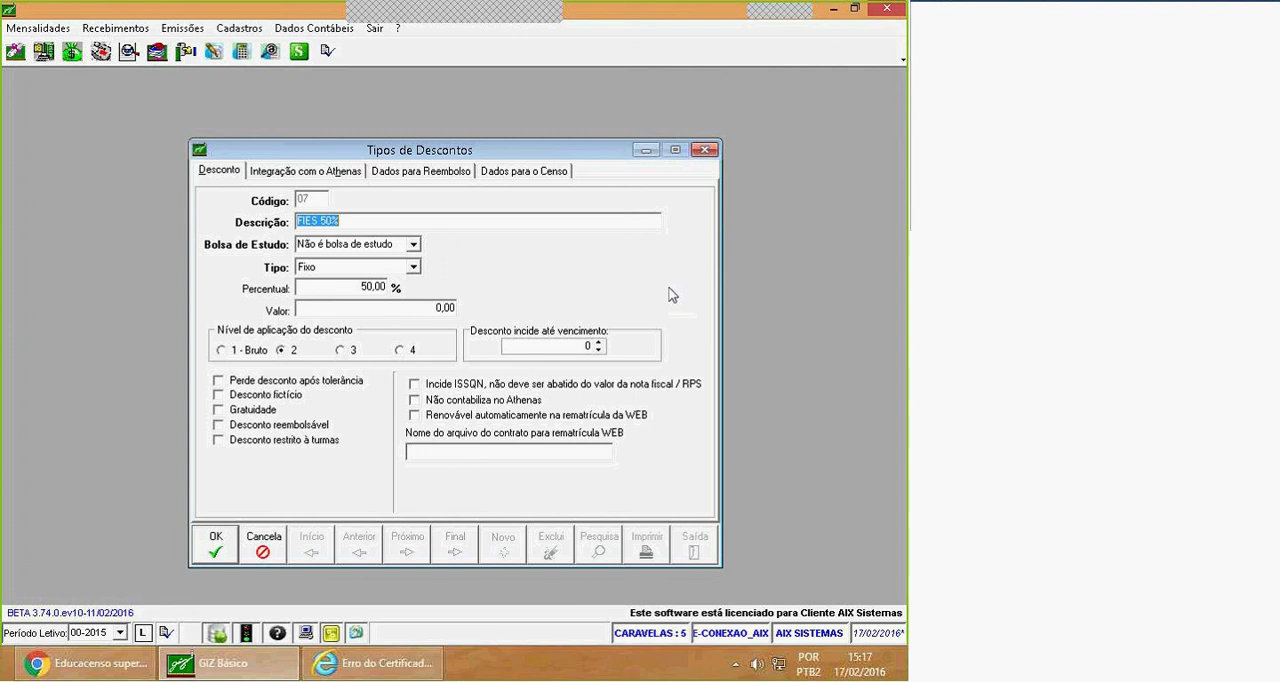 Mensalidades Recebimentos Emissões Cadastros Dados Contábeis Sair ?
Tipos de Descontos
Desconto Integração com o Athenas Dados para Reembolso Dados para o Censo
Código: 07
Descrição: FIES 50%
Bolsa de Estudo: Não é bolsa de estudo
Tipo: Fixo
Percentual: 50,00 %
Valor: 0,00
Nível de aplicação do desconto
1 - Bruto 2 3 4
Desconto incide até vencimento:
0
Perde desconto após tolerância
Desconto fictício
Gratuidade
Desconto reembolsável
Desconto restrito à turmas
Incide ISSQN, não deve ser abatido do valor da nota fiscal / RPS
Não contabiliza no Athenas
Renovável automaticamente na rematrícula da WEB
Nome do arquivo do contrato para rematrícula WEB
OK Cancela Início Anterior Próximo Final Novo Exclui Pesquisa Imprimir Saída
BETA 3.74.0.ev10-11/02/2016 Este software está licenciado para Cliente AIX Sistemas
Período Letivo: 00-2015 L CARAVELAS : 5 E-CONEXAO_AIX AIX SISTEMAS 17/02/2016*
Educacenso super... GIZ Básico Erro do Certificad... POR 15:17
PTB2 17/02/2016